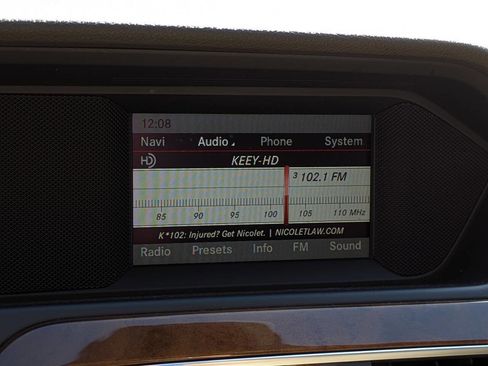 12:08
Navi Audio Phone System
HD KEEY-HD
3 102.1 FM
85 90 95 100 105 110 MHz
K*102: Injured? Get Nicolet. | NICOLETLAW.COM
Radio Presets Info FM Sound